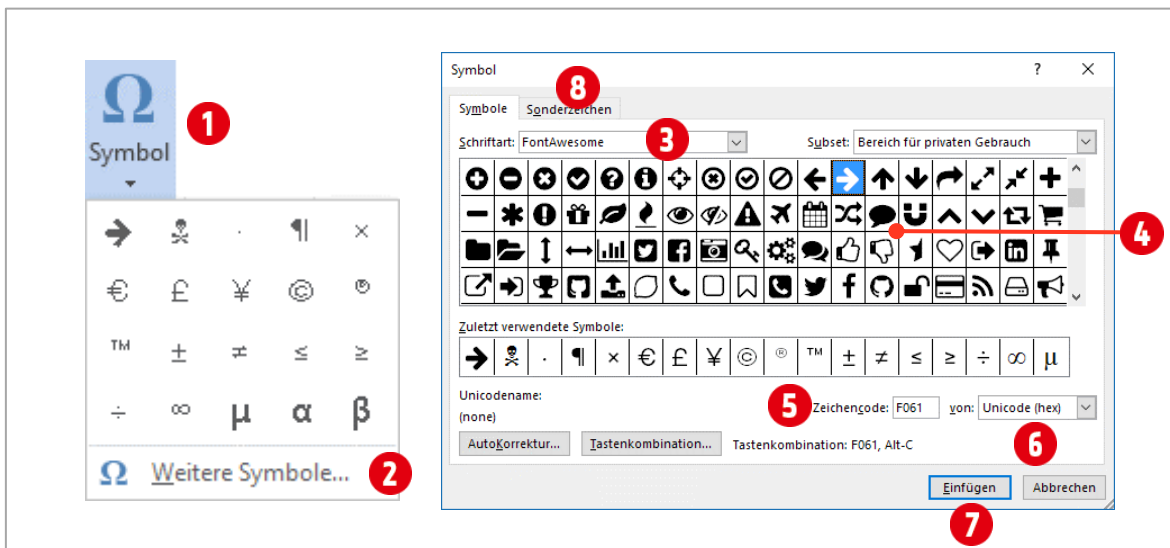 Ω
Symbol
1
→ ☠ · ¶ ×
€ £ ¥ © ®
™ ± ≠ ≤ ≥
÷ ∞ µ α β
Ω Weitere Symbole... 2
Symbol ? ×
8
Symbole Sonderzeichen
Schriftart: FontAwesome 3 Subset: Bereich für privaten Gebrauch
4
Zuletzt verwendete Symbole:
→ ☠ · ¶ × € £ ¥ © ® ™ ± ≠ ≤ ≥ ÷ ∞ µ
Unicodename:
(none)
5 Zeichencode: F061 von: Unicode (hex)
6
AutoKorrektur... Tastenkombination... Tastenkombination: F061, Alt-C
Einfügen Abbrechen
7